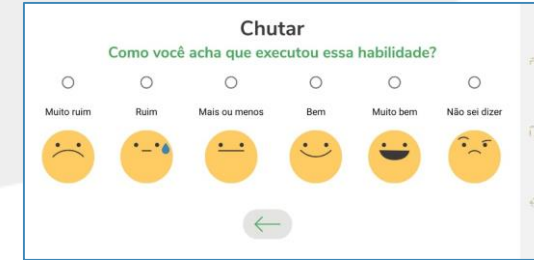 Chutar
Como você acha que executou essa habilidade?
Muito ruim Ruim Mais ou menos Bem Muito bem Não sei dizer